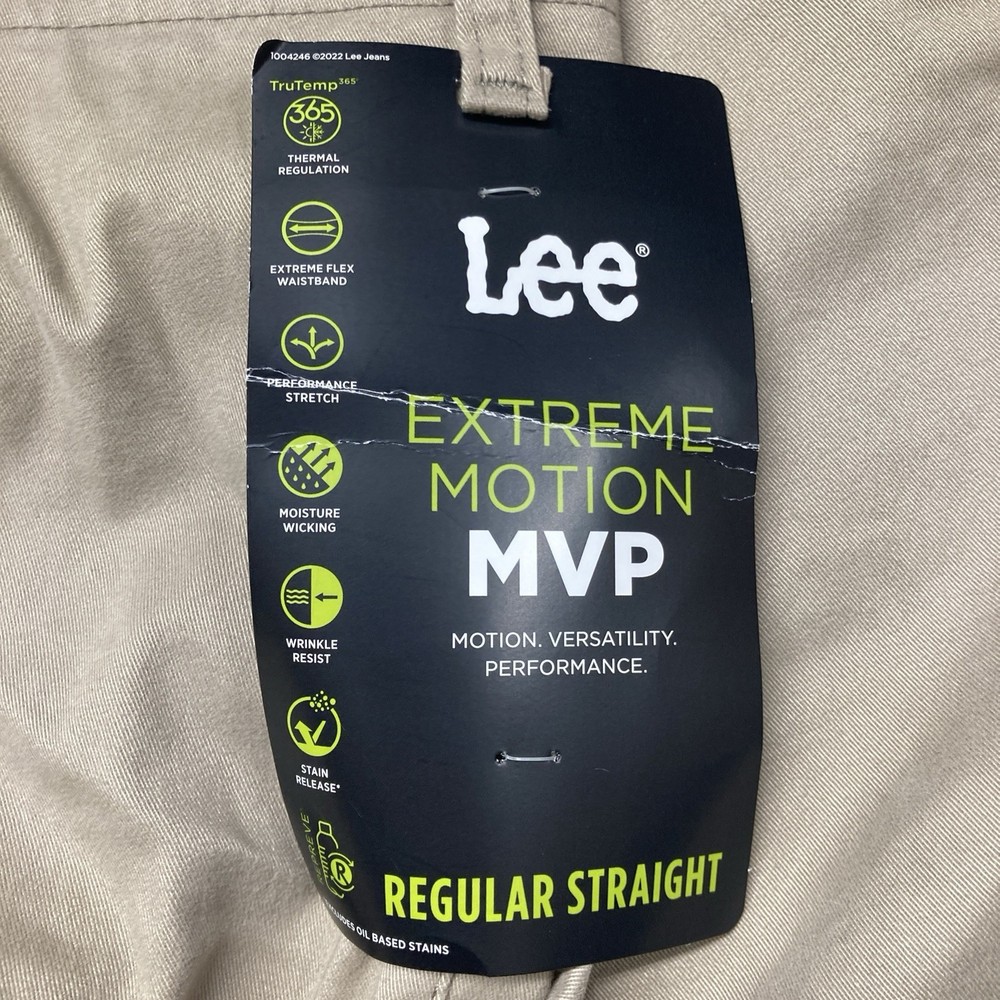 1004246 ©2022 Lee Jeans
TruTemp365
365
THERMAL
REGULATION
EXTREME FLEX
WAISTBAND
PERFORMANCE
STRETCH
MOISTURE
WICKING
WRINKLE
RESIST
STAIN
RELEASE*
R
Lee®
EXTREME
MOTION
MVP
MOTION. VERSATILITY.
PERFORMANCE.
REGULAR STRAIGHT
OIL BASED STAINS